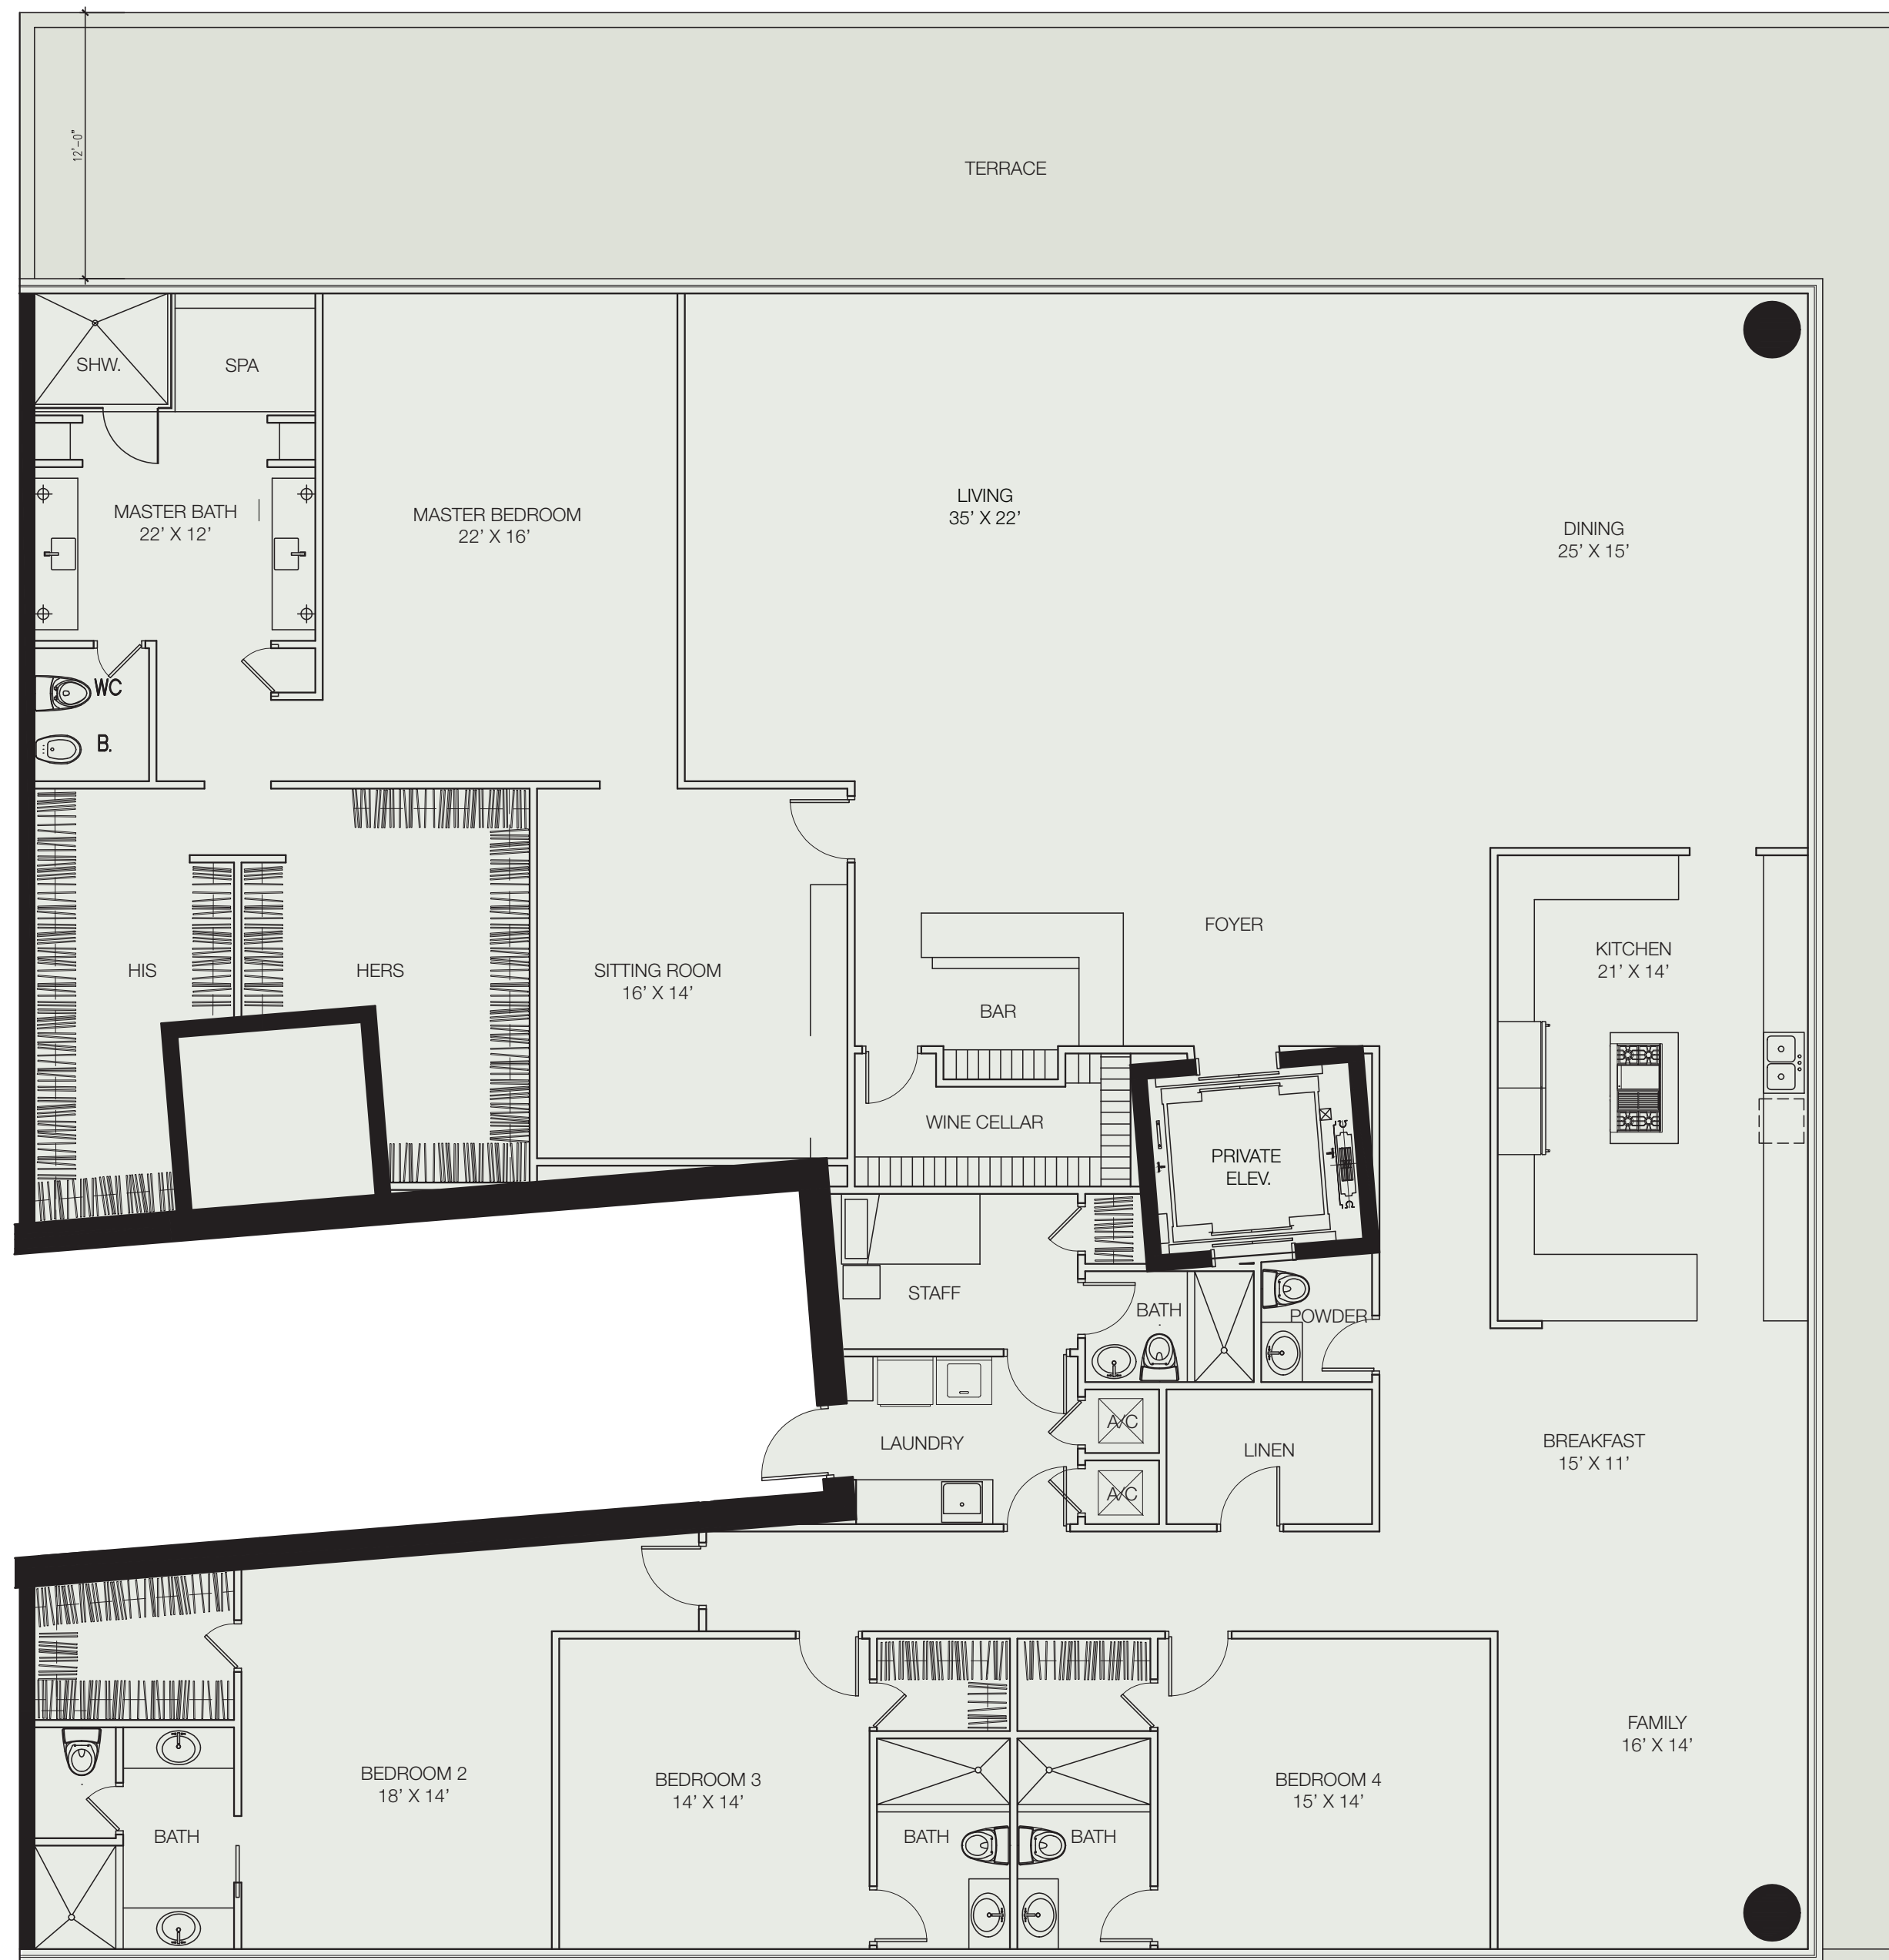 12'-0"
TERRACE
SHW.
SPA
MASTER BATH
22' X 12'
MASTER BEDROOM
22' X 16'
LIVING
35' X 22'
DINING
25' X 15'
WC
B.
HIS
HERS
SITTING ROOM
16' X 14'
FOYER
BAR
KITCHEN
21' X 14'
WINE CELLAR
PRIVATE
ELEV.
STAFF
BATH
POWDER
A/C
LAUNDRY
LINEN
BREAKFAST
15' X 11'
A/C
BEDROOM 2
18' X 14'
BEDROOM 3
14' X 14'
BEDROOM 4
15' X 14'
FAMILY
16' X 14'
BATH
BATH
BATH